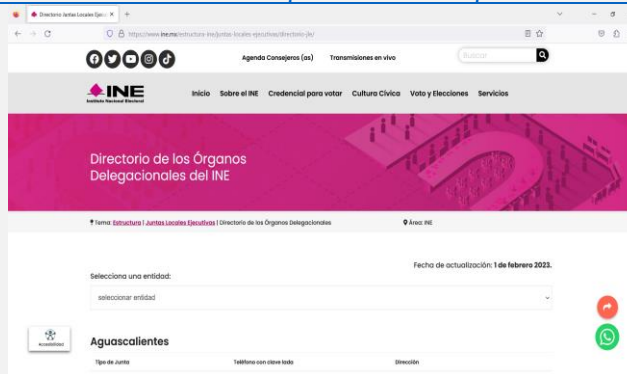 Directorio Juntas Locales Ejec
https://www.ine.mx/estructura-ine/juntas-locales-ejecutivas/directorio-jle/
Agenda Consejeros (as) Transmisiones en vivo Buscar
INE
Instituto Nacional Electoral
Inicio Sobre el INE Credencial para votar Cultura Cívica Voto y Elecciones Servicios
Directorio de los Órganos
Delegacionales del INE
Tema: Estructura | Juntas Locales Ejecutivas | Directorio de los Órganos Delegacionales Área: INE
Fecha de actualización: 1 de febrero 2023.
Selecciona una entidad:
seleccionar entidad
Accesibilidad
Aguascalientes
Tipo de Junta Teléfono con clave lada Dirección